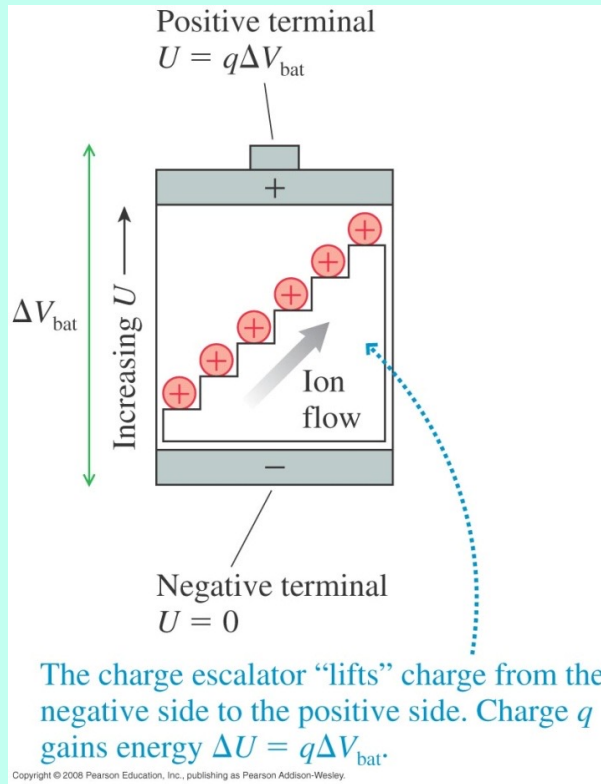 Positive terminal
U = qΔV_bat
+
+
+
+
+
+
+
ΔV_bat
Increasing U
Ion
flow
−
Negative terminal
U = 0
The charge escalator “lifts” charge from the
negative side to the positive side. Charge q
gains energy ΔU = qΔV_bat.
Copyright © 2008 Pearson Education, Inc., publishing as Pearson Addison-Wesley.